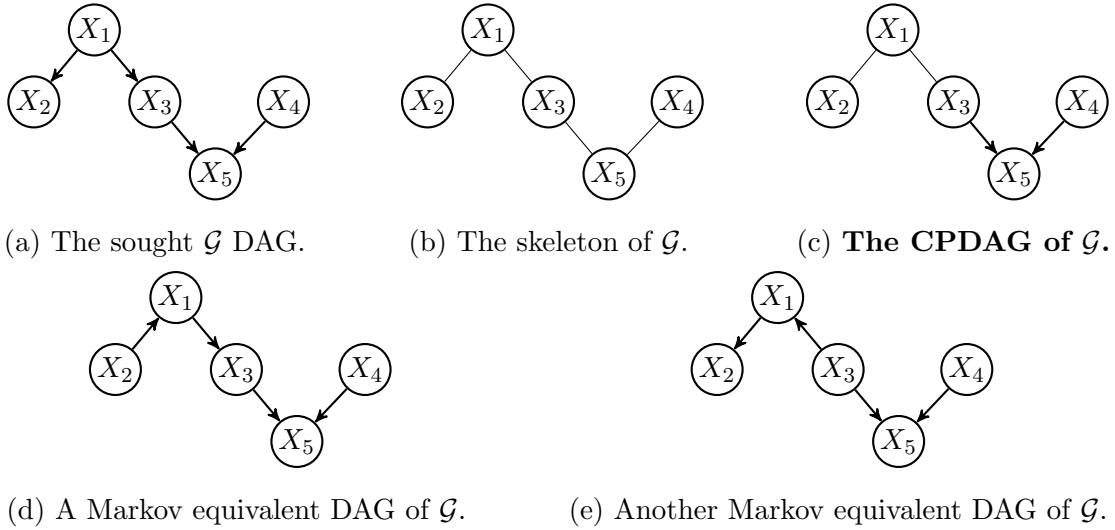 X₁ X₁ X₁
X₂ X₃ X₄ X₂ X₃ X₄ X₂ X₃ X₄
X₅ X₅ X₅
(a) The sought 𝒢 DAG. (b) The skeleton of 𝒢. (c) The CPDAG of 𝒢.
X₁ X₁
X₂ X₃ X₄ X₂ X₃ X₄
X₅ X₅
(d) A Markov equivalent DAG of 𝒢. (e) Another Markov equivalent DAG of 𝒢.